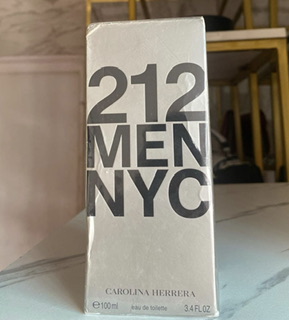 212
MEN
NYC
CAROLINA HERRERA
℮100ml eau de toilette 3.4 FL OZ